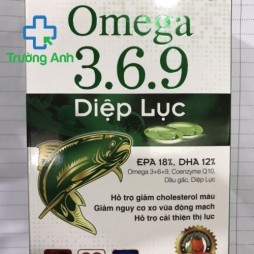 Trường Anh
Omega
3.6.9
Diệp Lục
EPA 18%, DHA 12%
Omega 3+6+9, Coenzyme Q10,
Dầu gấc, Diệp Lục
Hỗ trợ giảm cholesterol máu
Giảm nguy cơ xơ vữa động mạch
Hỗ trợ cải thiện thị lực